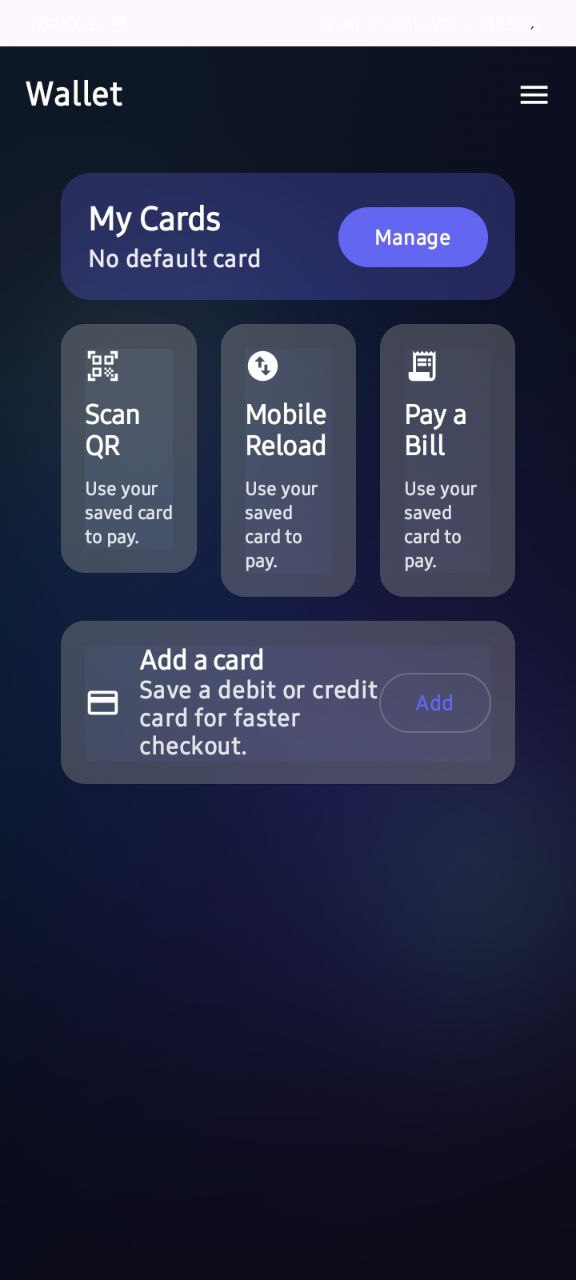 Wallet
My Cards
No default card
Manage
Scan
QR
Use your
saved card
to pay.
Mobile
Reload
Use your
saved
card to
pay.
Pay a
Bill
Use your
saved
card to
pay.
Add a card
Save a debit or credit
card for faster
checkout.
Add